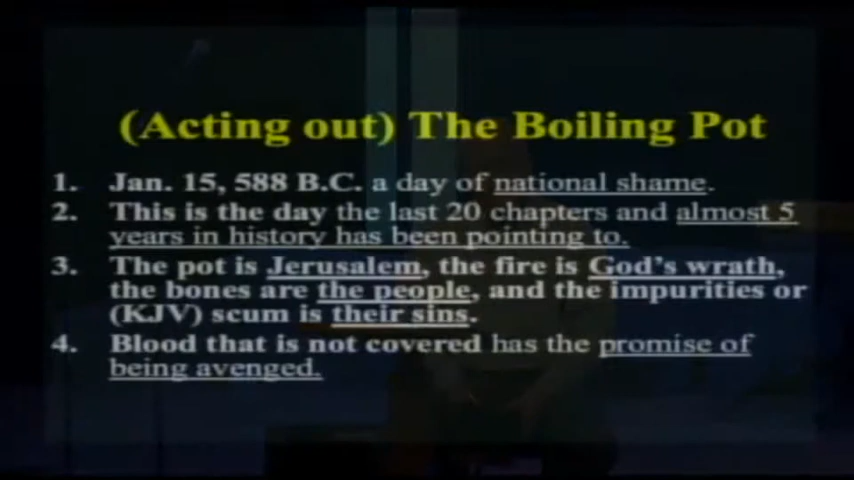 (Acting out) The Boiling Pot
1. Jan. 15, 588 B.C. a day of national shame.
2. This is the day the last 20 chapters and almost 5
years in history has been pointing to.
3. The pot is Jerusalem, the fire is God's wrath,
the bones are the people, and the impurities or
(KJV) scum is their sins.
4. Blood that is not covered has the promise of
being avenged.